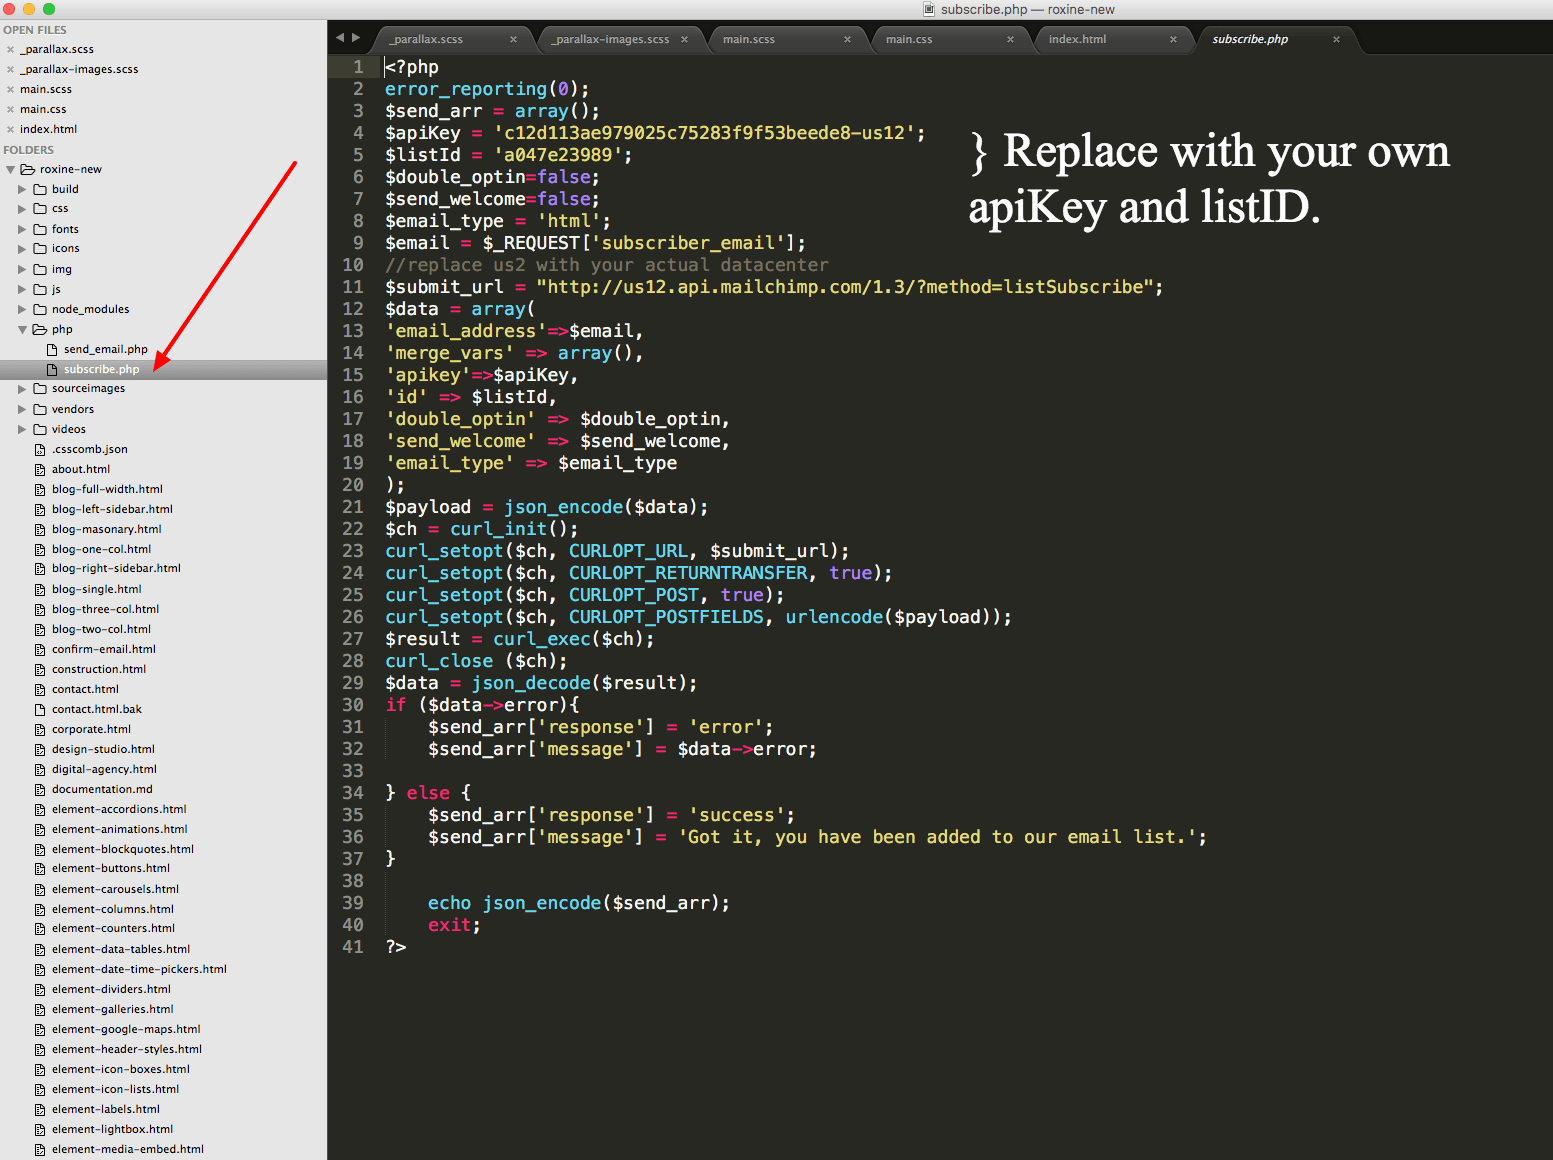 subscribe.php — roxine-new
OPEN FILES
_parallax.scss
_parallax-images.scss
main.scss
main.css
index.html
FOLDERS
roxine-new
build
css
fonts
icons
img
js
node_modules
php
send_email.php
subscribe.php
sourceimages
vendors
videos
.csscomb.json
about.html
blog-full-width.html
blog-left-sidebar.html
blog-masonary.html
blog-one-col.html
blog-right-sidebar.html
blog-single.html
blog-three-col.html
blog-two-col.html
confirm-email.html
construction.html
contact.html
contact.html.bak
corporate.html
design-studio.html
digital-agency.html
documentation.md
element-accordions.html
element-animations.html
element-blockquotes.html
element-buttons.html
element-carousels.html
element-columns.html
element-counters.html
element-data-tables.html
element-date-time-pickers.html
element-dividers.html
element-galleries.html
element-google-maps.html
element-header-styles.html
element-icon-boxes.html
element-icon-lists.html
element-labels.html
element-lightbox.html
element-media-embed.html
_parallax.scss _parallax-images.scss main.scss main.css index.html subscribe.php
1 <?php
2 error_reporting(0);
3 $send_arr = array();
4 $apiKey = 'c12d113ae979025c75283f9f53beede8-us12';
5 $listId = 'a047e23989';
6 $double_optin=false;
7 $send_welcome=false;
8 $email_type = 'html';
9 $email = $_REQUEST['subscriber_email'];
10 //replace us2 with your actual datacenter
11 $submit_url = "http://us12.api.mailchimp.com/1.3/?method=listSubscribe";
12 $data = array(
13 'email_address'=>$email,
14 'merge_vars' => array(),
15 'apikey'=>$apiKey,
16 'id' => $listId,
17 'double_optin' => $double_optin,
18 'send_welcome' => $send_welcome,
19 'email_type' => $email_type
20 );
21 $payload = json_encode($data);
22 $ch = curl_init();
23 curl_setopt($ch, CURLOPT_URL, $submit_url);
24 curl_setopt($ch, CURLOPT_RETURNTRANSFER, true);
25 curl_setopt($ch, CURLOPT_POST, true);
26 curl_setopt($ch, CURLOPT_POSTFIELDS, urlencode($payload));
27 $result = curl_exec($ch);
28 curl_close ($ch);
29 $data = json_decode($result);
30 if ($data->error){
31 $send_arr['response'] = 'error';
32 $send_arr['message'] = $data->error;
33
34 } else {
35 $send_arr['response'] = 'success';
36 $send_arr['message'] = 'Got it, you have been added to our email list.';
37 }
38
39 echo json_encode($send_arr);
40 exit;
41 ?>
} Replace with your own
apiKey and listID.